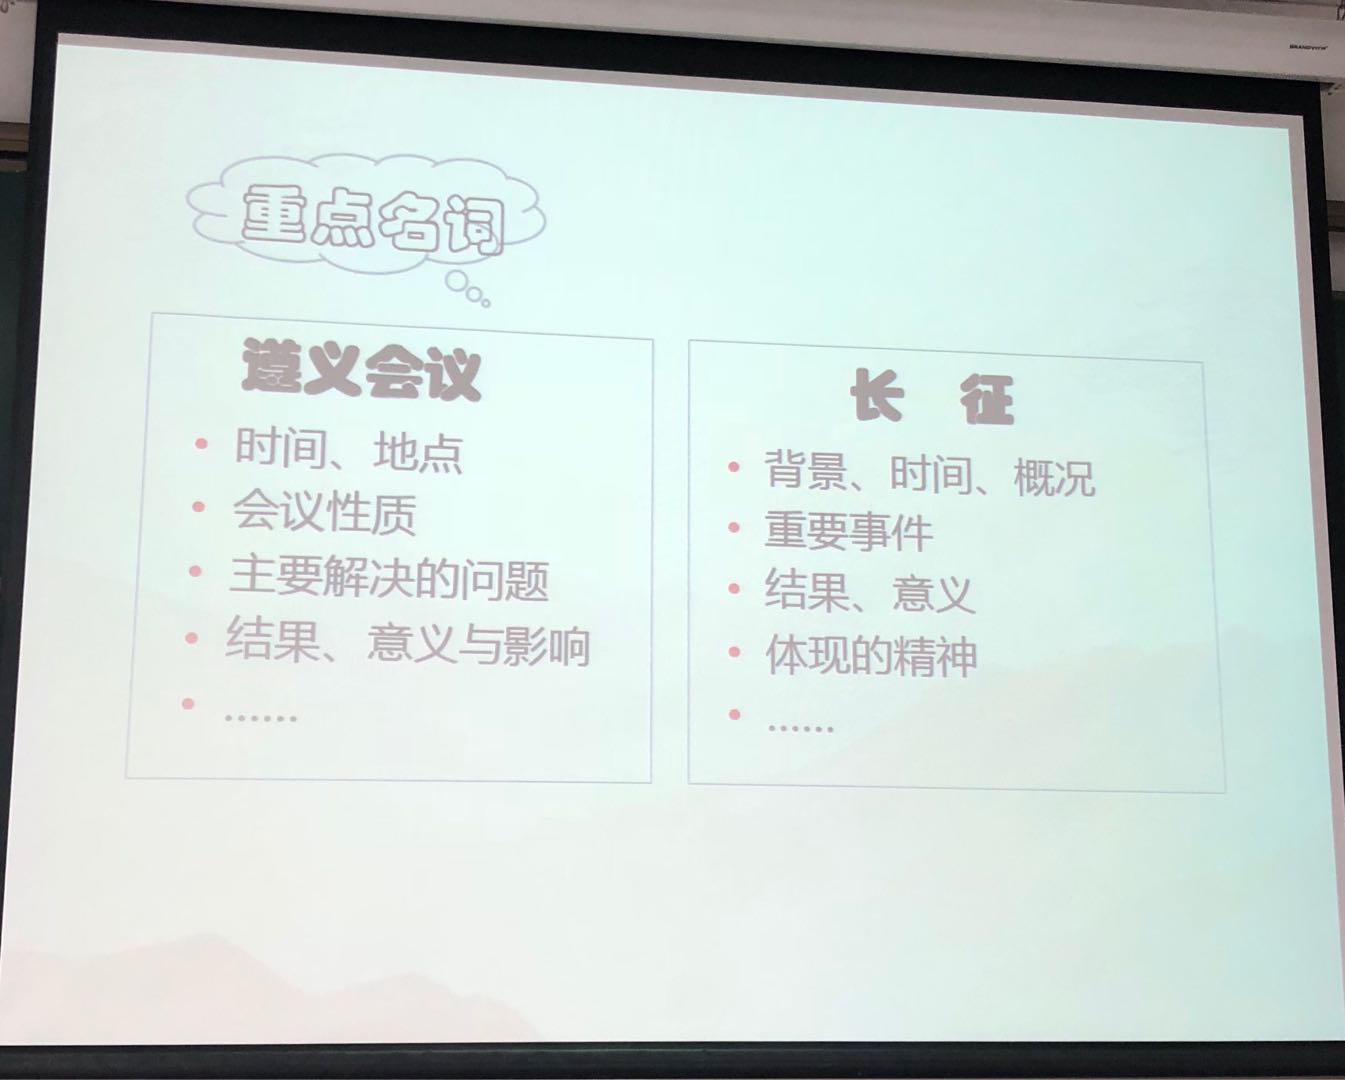 BRANDVIEW
重点名词
遵义会议
• 时间、地点
• 会议性质
• 主要解决的问题
• 结果、意义与影响
• ……
长 征
• 背景、时间、概况
• 重要事件
• 结果、意义
• 体现的精神
• ……